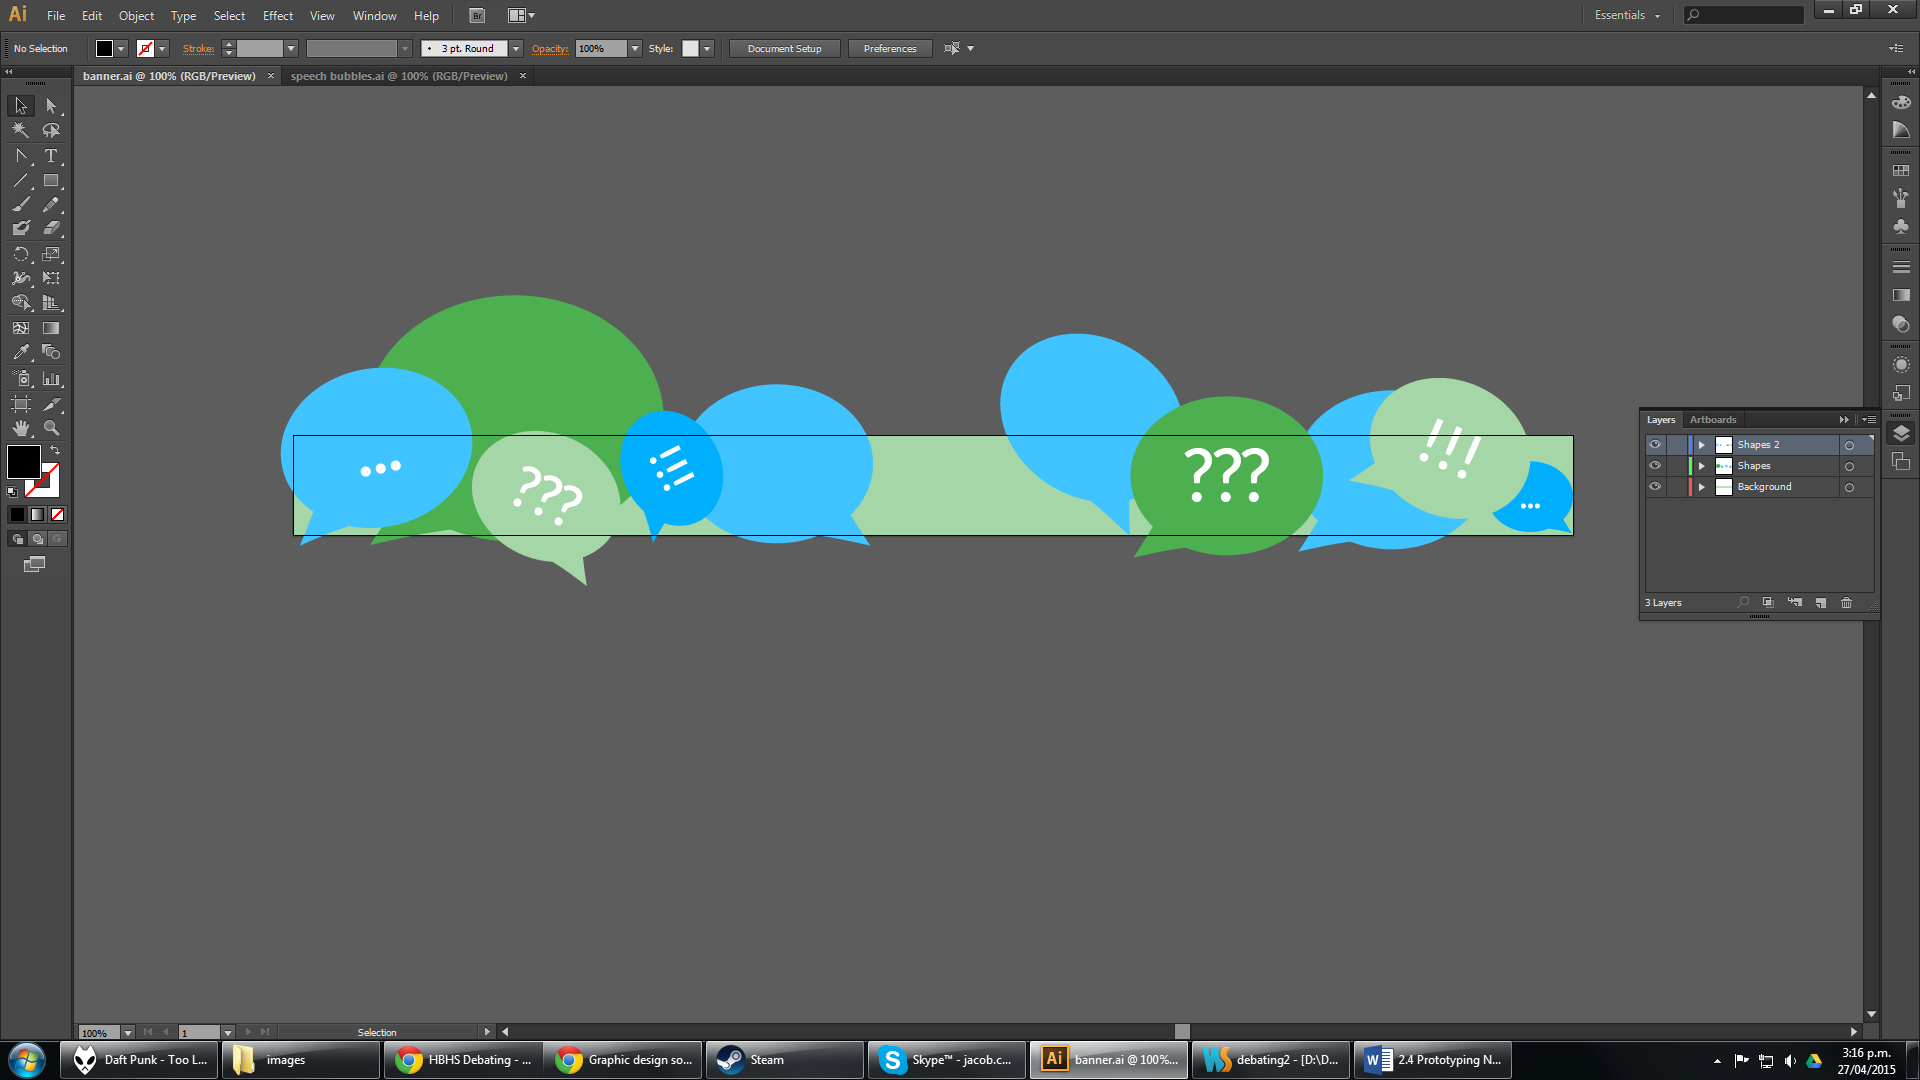 Ai File Edit Object Type Select Effect View Window Help Br Essentials
No Selection Stroke: 3 pt. Round Opacity: 100% Style: Document Setup Preferences
banner.ai @ 100% (RGB/Preview) × speech bubbles.ai @ 100% (RGB/Preview) ×
T
•••
???
!!!
???
!!!
•••
Layers Artboards
Shapes 2
Shapes
Background
3 Layers
100% 1 Selection
Daft Punk - Too L... images HBHS Debating - ... Graphic design so... Steam Skype™ - jacob.c... Ai banner.ai @ 100%... WS debating2 - [D:\D... W 2.4 Prototyping N... 3:16 p.m.
27/04/2015